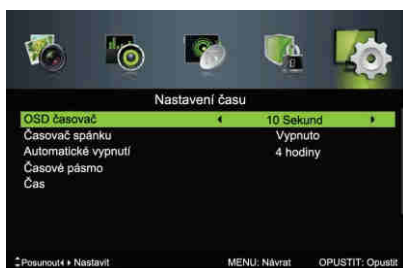 Nastavení času
OSD časovač 10 Sekund
Časovač spánku Vypnuto
Automatické vypnutí 4 hodiny
Časové pásmo
Čas
Posunout Nastavit MENU: Návrat OPUSTIT: Opustit